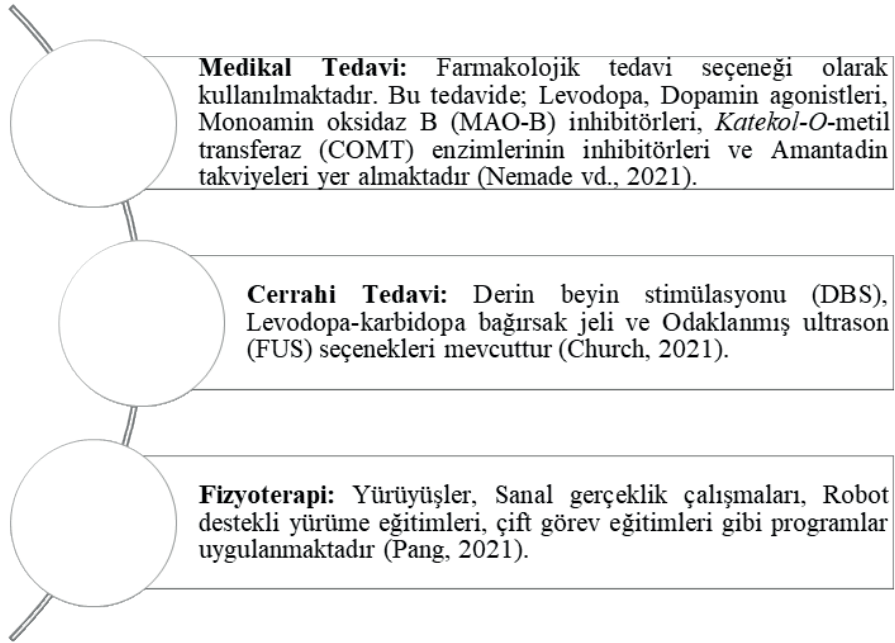 Medikal Tedavi: Farmakolojik tedavi seçeneği olarak
kullanılmaktadır. Bu tedavide; Levodopa, Dopamin agonistleri,
Monoamin oksidaz B (MAO-B) inhibitörleri, Katekol-O-metil
transferaz (COMT) enzimlerinin inhibitörleri ve Amantadin
takviyeleri yer almaktadır (Nemade vd., 2021).
Cerrahi Tedavi: Derin beyin stimülasyonu (DBS),
Levodopa-karbidopa bağırsak jeli ve Odaklanmış ultrason
(FUS) seçenekleri mevcuttur (Church, 2021).
Fizyoterapi: Yürüyüşler, Sanal gerçeklik çalışmaları, Robot
destekli yürüme eğitimleri, çift görev eğitimleri gibi programlar
uygulanmaktadır (Pang, 2021).